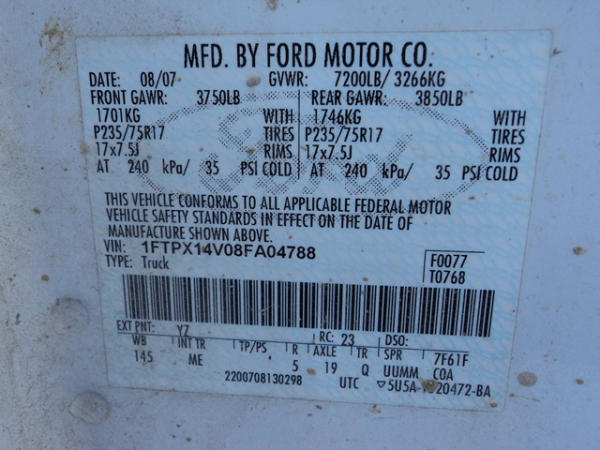 MFD. BY FORD MOTOR CO.
DATE: 08/07 GVWR: 7200LB/ 3266KG
FRONT GAWR: 3750LB REAR GAWR: 3850LB
1701KG WITH 1746KG WITH
P235/75R17 TIRES P235/75R17 TIRES
17x7.5J RIMS 17x7.5J RIMS
AT 240 kPa/ 35 PSI COLD AT 240 kPa/ 35 PSI COLD
THIS VEHICLE CONFORMS TO ALL APPLICABLE FEDERAL MOTOR
VEHICLE SAFETY STANDARDS IN EFFECT ON THE DATE OF
MANUFACTURE SHOWN ABOVE.
VIN: 1FTPX14V08FA04788
TYPE: Truck
F0077
T0768
EXT PNT: YZ RC: 23 DSO:
WB INT TR TP/PS R AXLE TR SPR 7F61F
145 ME 5 19 Q UUMM COA
2200708130298 UTC
Ford